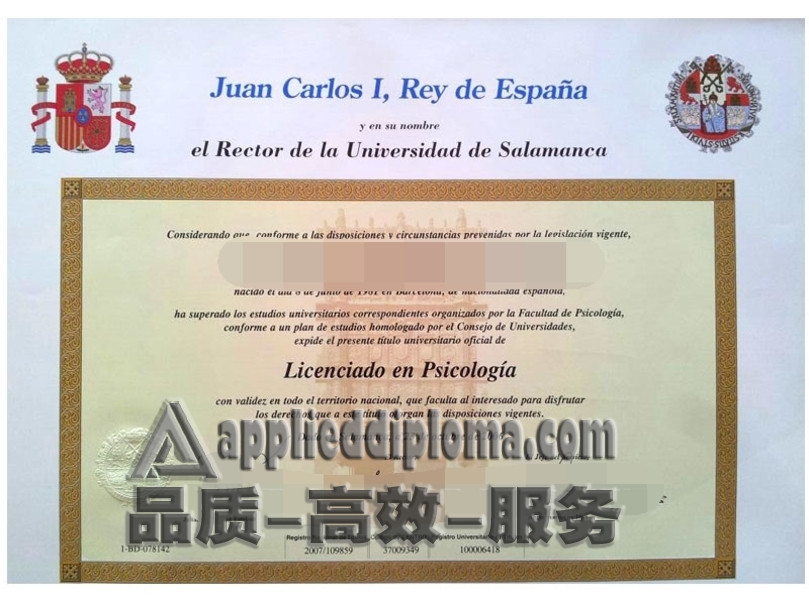 Juan Carlos I, Rey de España
y en su nombre
el Rector de la Universidad de Salamanca
Considerando que, conforme a las disposiciones y circunstancias prevenidas por la legislación vigente,
nacido el día 8 de junio de 1981 en Barcelona, de nacionalidad española,
ha superado los estudios universitarios correspondientes organizados por la Facultad de Psicología,
conforme a un plan de estudios homologado por el Consejo de Universidades,
expide el presente título universitario oficial de
Licenciado en Psicología
con validez en todo el territorio nacional, que faculta al interesado para disfrutar
los derechos que a este título otorgan las disposiciones vigentes.
applieddiploma.com
品质-高效-服务
1-BD-078142
2007/109859 37009349 100006418